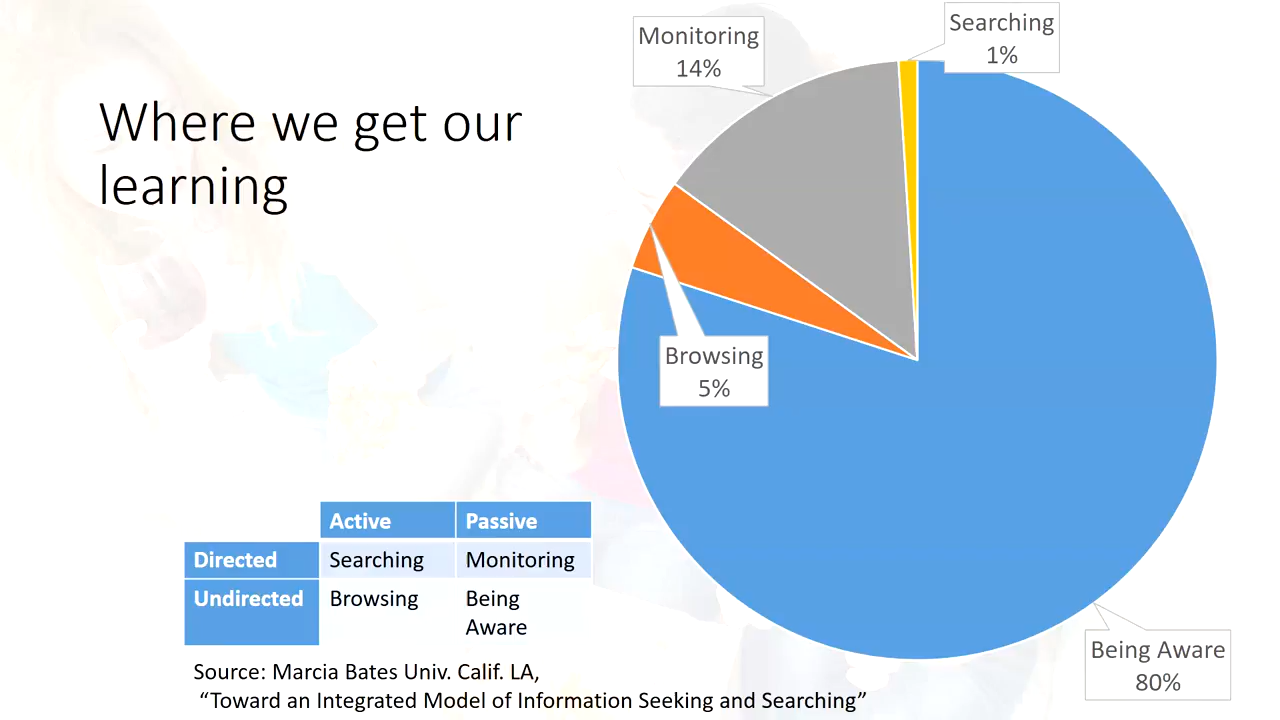 Where we get our
learning
Monitoring
14%
Searching
1%
Browsing
5%
Being Aware
80%
Active Passive
Directed Searching Monitoring
Undirected Browsing Being
Aware
Source: Marcia Bates Univ. Calif. LA,
“Toward an Integrated Model of Information Seeking and Searching”